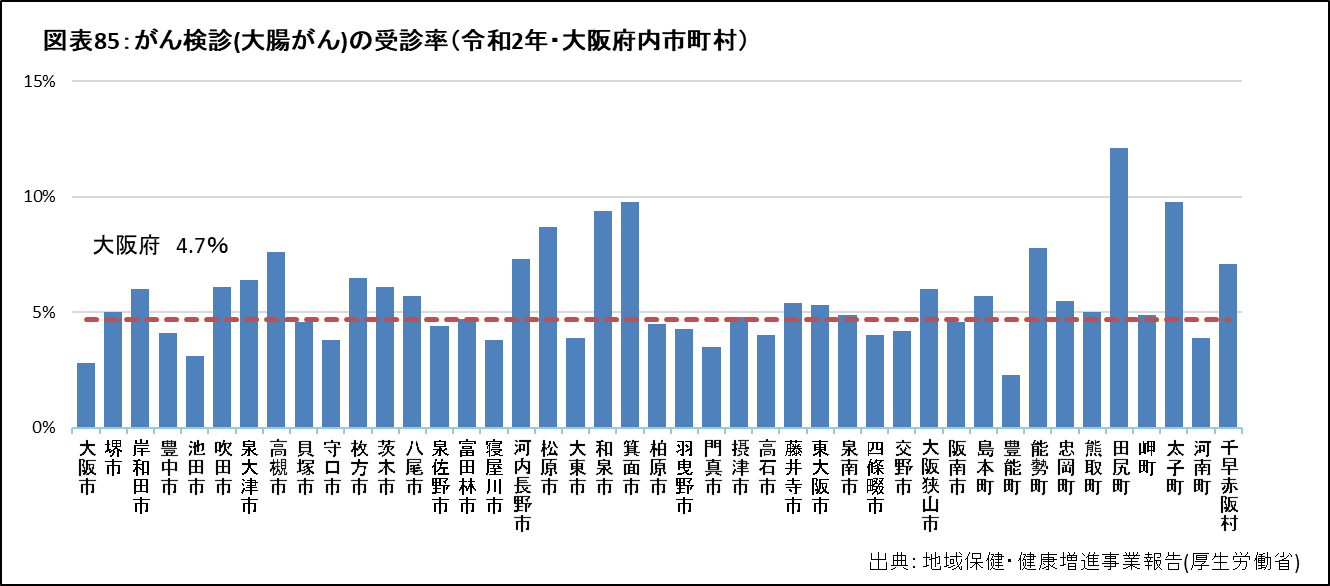 図表85：がん検診(大腸がん)の受診率（令和2年・大阪府内市町村）
15%
10%
5%
0%
大阪府　4.7%
大阪市
堺市
岸和田市
豊中市
池田市
吹田市
泉大津市
高槻市
貝塚市
守口市
枚方市
茨木市
八尾市
泉佐野市
富田林市
寝屋川市
河内長野市
松原市
大東市
和泉市
箕面市
柏原市
羽曳野市
門真市
摂津市
高石市
藤井寺市
東大阪市
泉南市
四條畷市
交野市
大阪狭山市
阪南市
島本町
豊能町
能勢町
忠岡町
熊取町
田尻町
岬町
太子町
河南町
千早赤阪村
出典：地域保健・健康増進事業報告(厚生労働省)